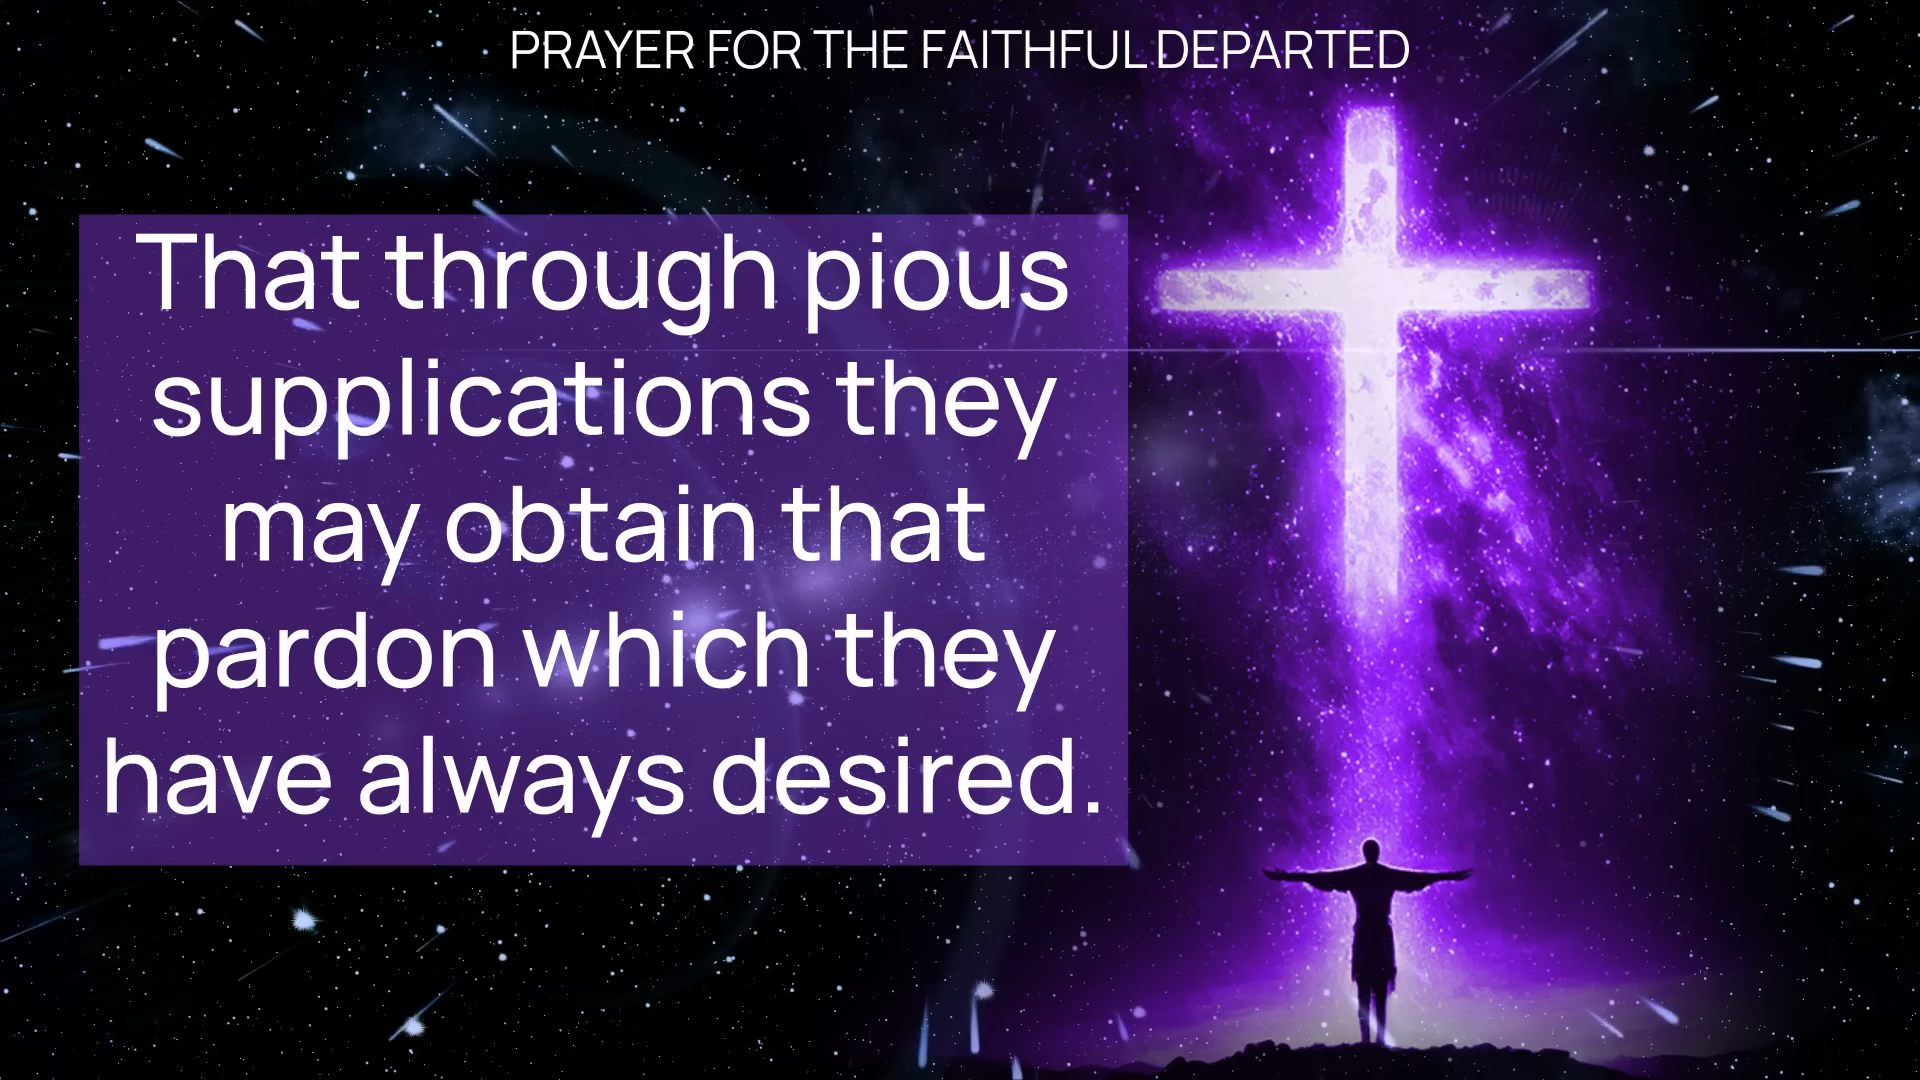 PRAYER FOR THE FAITHFUL DEPARTED
That through pious
supplications they
may obtain that
pardon which they
have always desired.